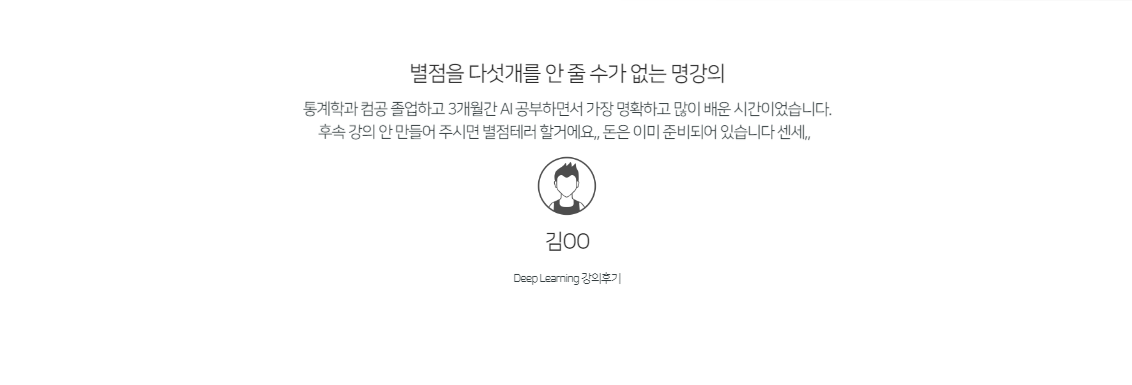 별점을 다섯개를 안 줄 수가 없는 명강의
통계학과 컴공 졸업하고 3개월간 AI 공부하면서 가장 명확하고 많이 배운 시간이었습니다.
후속 강의 안 만들어 주시면 별점테러 할거에요,, 돈은 이미 준비되어 있습니다 센세,,
김OO
Deep Learning 강의후기